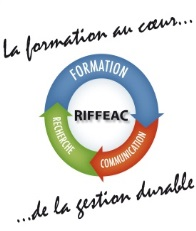 La formation au cœur...
FORMATION
RIFFEAC
RECHERCHE
COMMUNICATION
...de la gestion durable